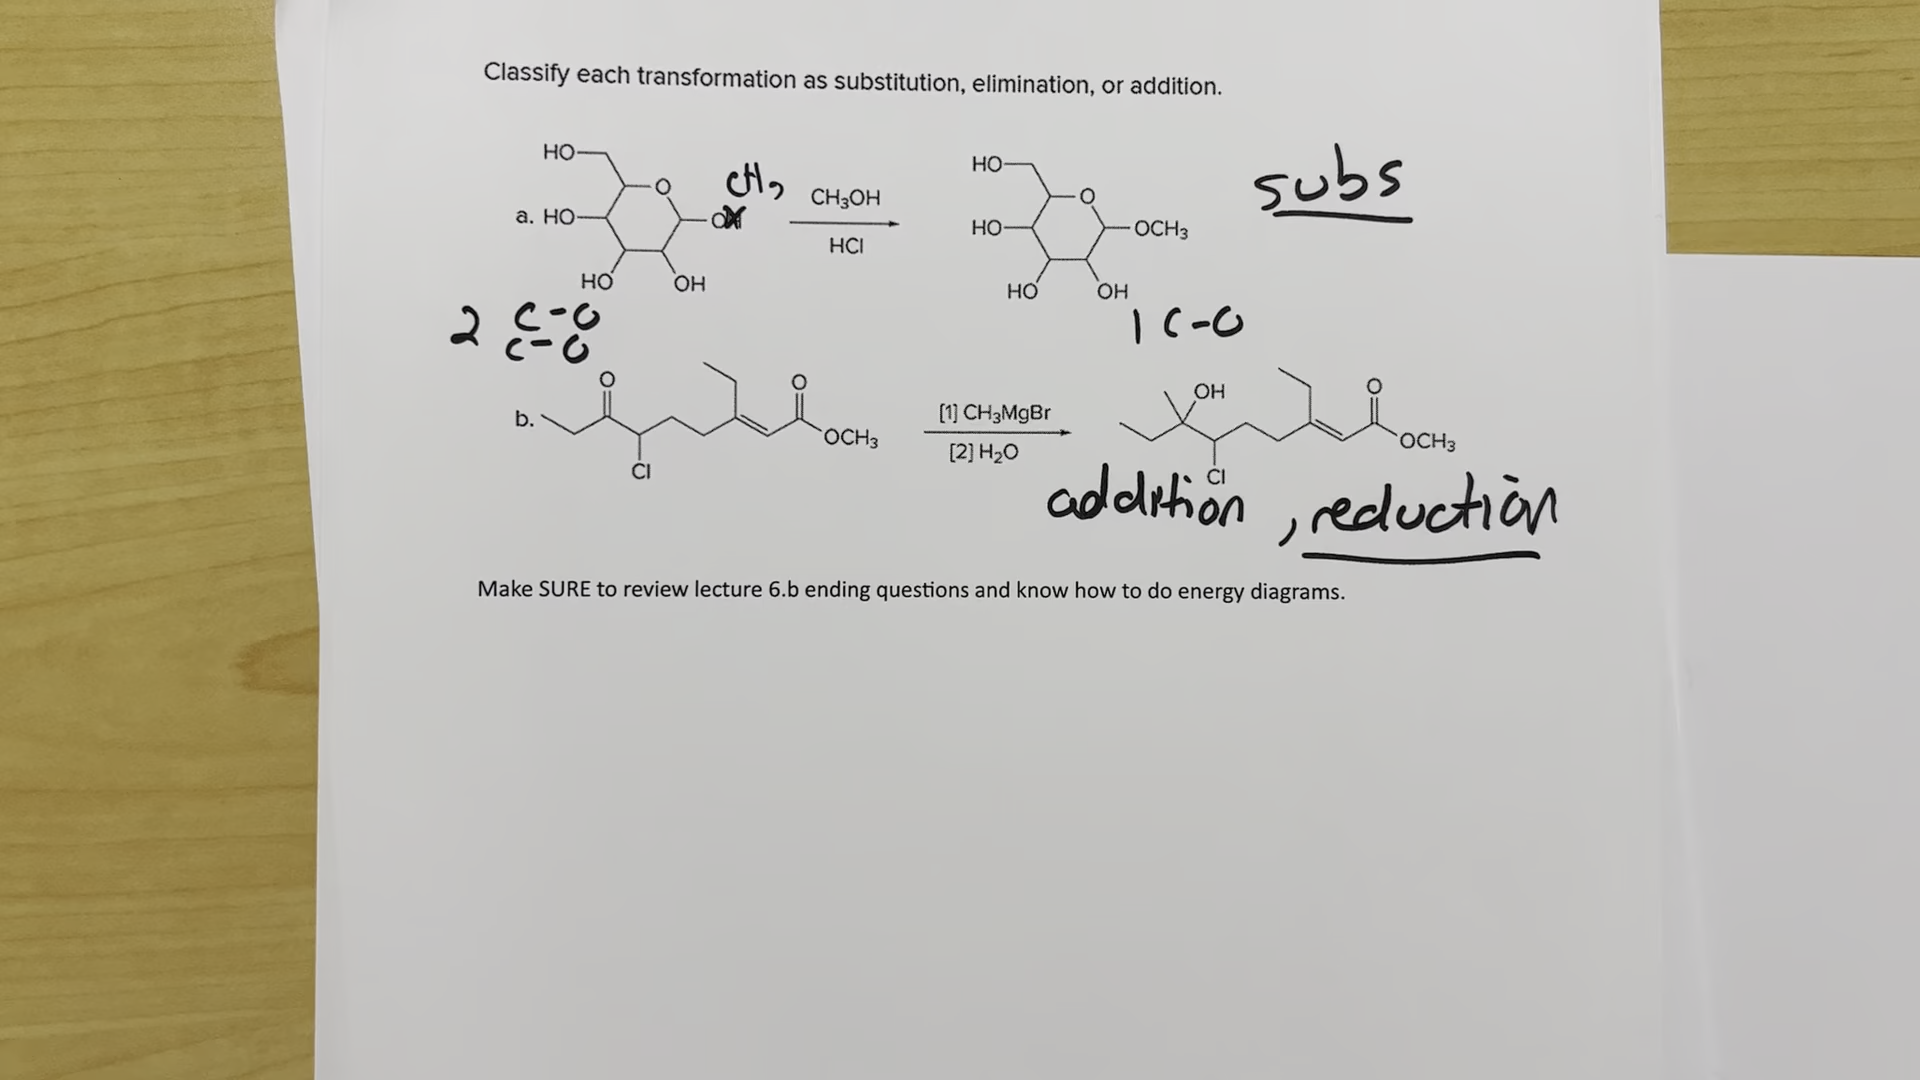 Classify each transformation as substitution, elimination, or addition.
HO
O
CH3
a. HO
O
HO
OH
CH₃OH
HCl
HO
O
HO
OCH₃
HO
OH
subs
2 C-O
C-O
1 C-O
b.
O
Cl
O
OCH₃
[1] CH₃MgBr
[2] H₂O
OH
Cl
O
OCH₃
addition, reduction
Make SURE to review lecture 6.b ending questions and know how to do energy diagrams.